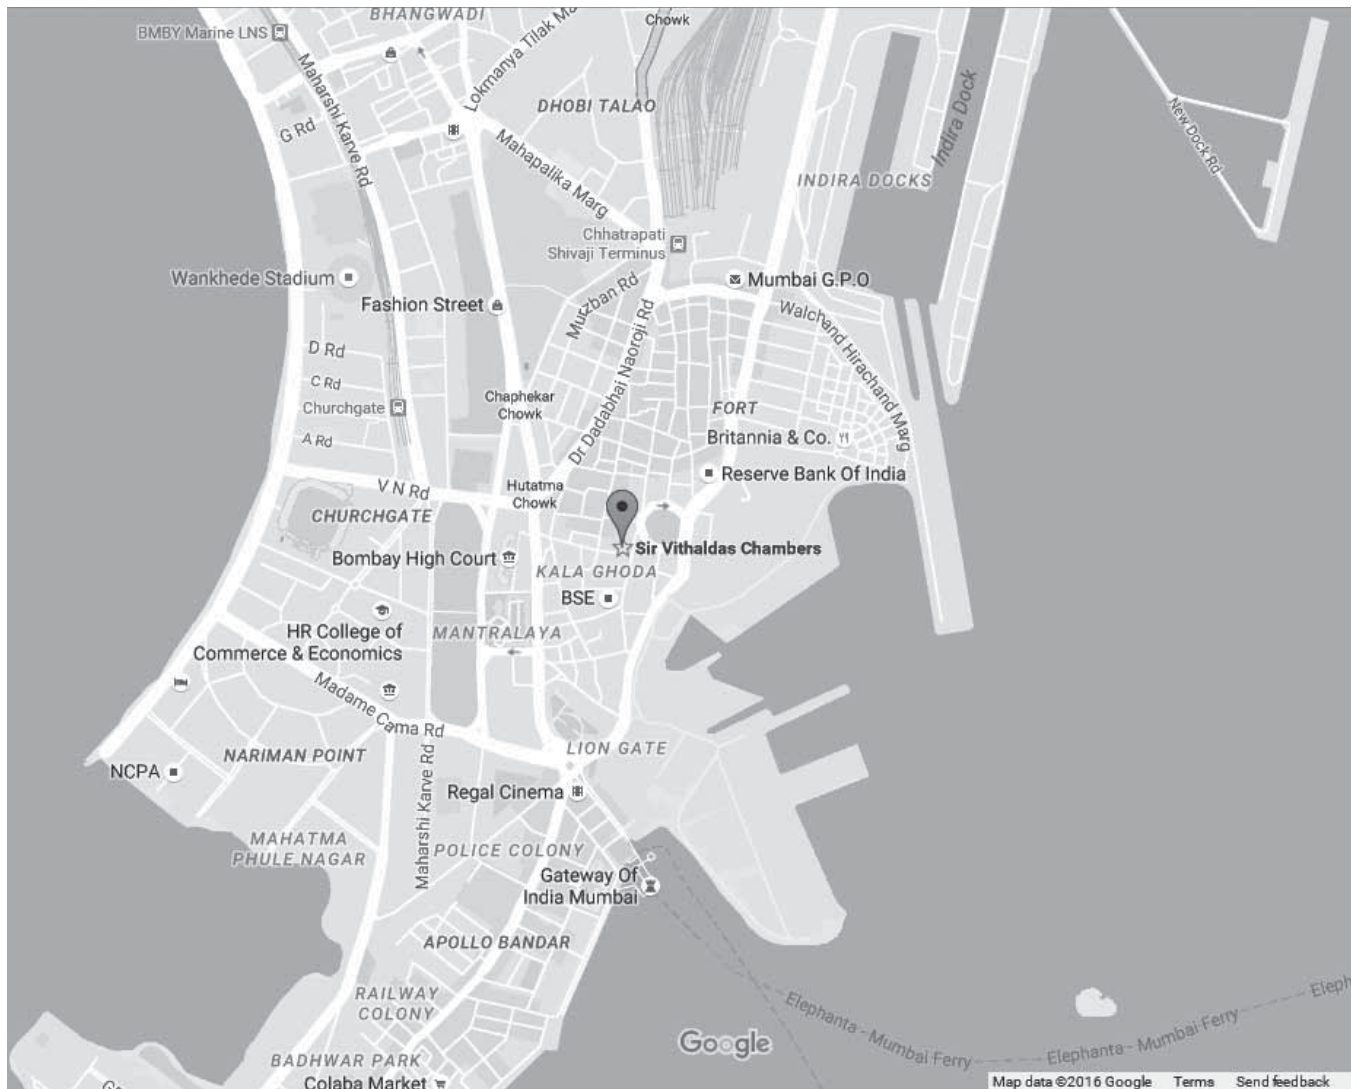 BHANGWADI
Chowk
BMBY Marine LNS
Lokmanya Tilak Ma
Maharshi Karve Rd
DHOBI TALAO
G Rd
Indira Dock
New Dock Rd
Mahapalika Marg
INDIRA DOCKS
Chhatrapati
Shivaji Terminus
Wankhede Stadium
Mumbai G.P.O
Fashion Street
Murzban Rd
Walchand Hirachand Marg
D Rd
Dr Dadabhai Naoroji Rd
C Rd
Chaphekar
Chowk
Churchgate
FORT
A Rd
Britannia & Co.
Reserve Bank Of India
V N Rd
Hutatma
Chowk
CHURCHGATE
Sir Vithaldas Chambers
Bombay High Court
KALA GHODA
BSE
HR College of
Commerce & Economics
MANTRALAYA
Madame Cama Rd
NARIMAN POINT
LION GATE
NCPA
Maharshi Karve Rd
Regal Cinema
MAHATMA
PHULE NAGAR
POLICE COLONY
Gateway Of
India Mumbai
APOLLO BANDAR
RAILWAY
COLONY
Elephanta - Mumbai Ferry
Elephanta - Mumbai Ferry
Eleph
Google
BADHWAR PARK
Colaba Market
Map data ©2016 Google Terms Send feedback